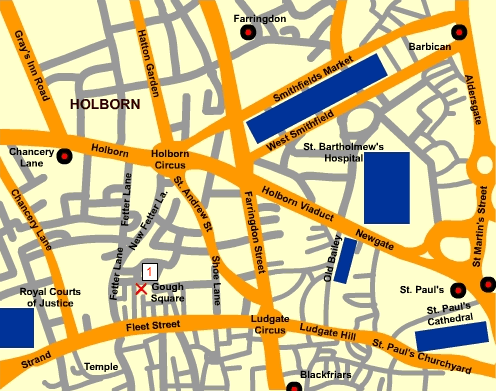 Farringdon
Barbican
Gray's Inn Road
Hatton Garden
Smithfields Market
Aldersgate
HOLBORN
West Smithfield
Chancery
Lane
Holborn
Holborn
Circus
St. Bartholmew's
Hospital
Fetter Lane
New Fetter La.
St. Andrew St
Holborn Viaduct
Chancery Lane
Farringdon Street
Newgate
St Martin's Street
Old Bailey
Fetter Lane
Shoe Lane
1
Gough
Square
Royal Courts
of Justice
St. Paul's
St. Paul's
Cathedral
Fleet Street
Ludgate
Circus
Ludgate Hill
St. Paul's Churchyard
Strand
Temple
Blackfriars